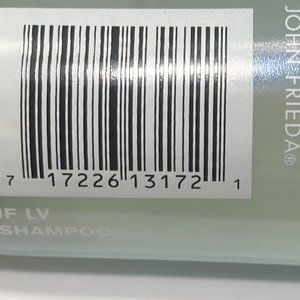 JOHN FRIEDA®
7 17226 13172 1
UF LV
SHAMPOO